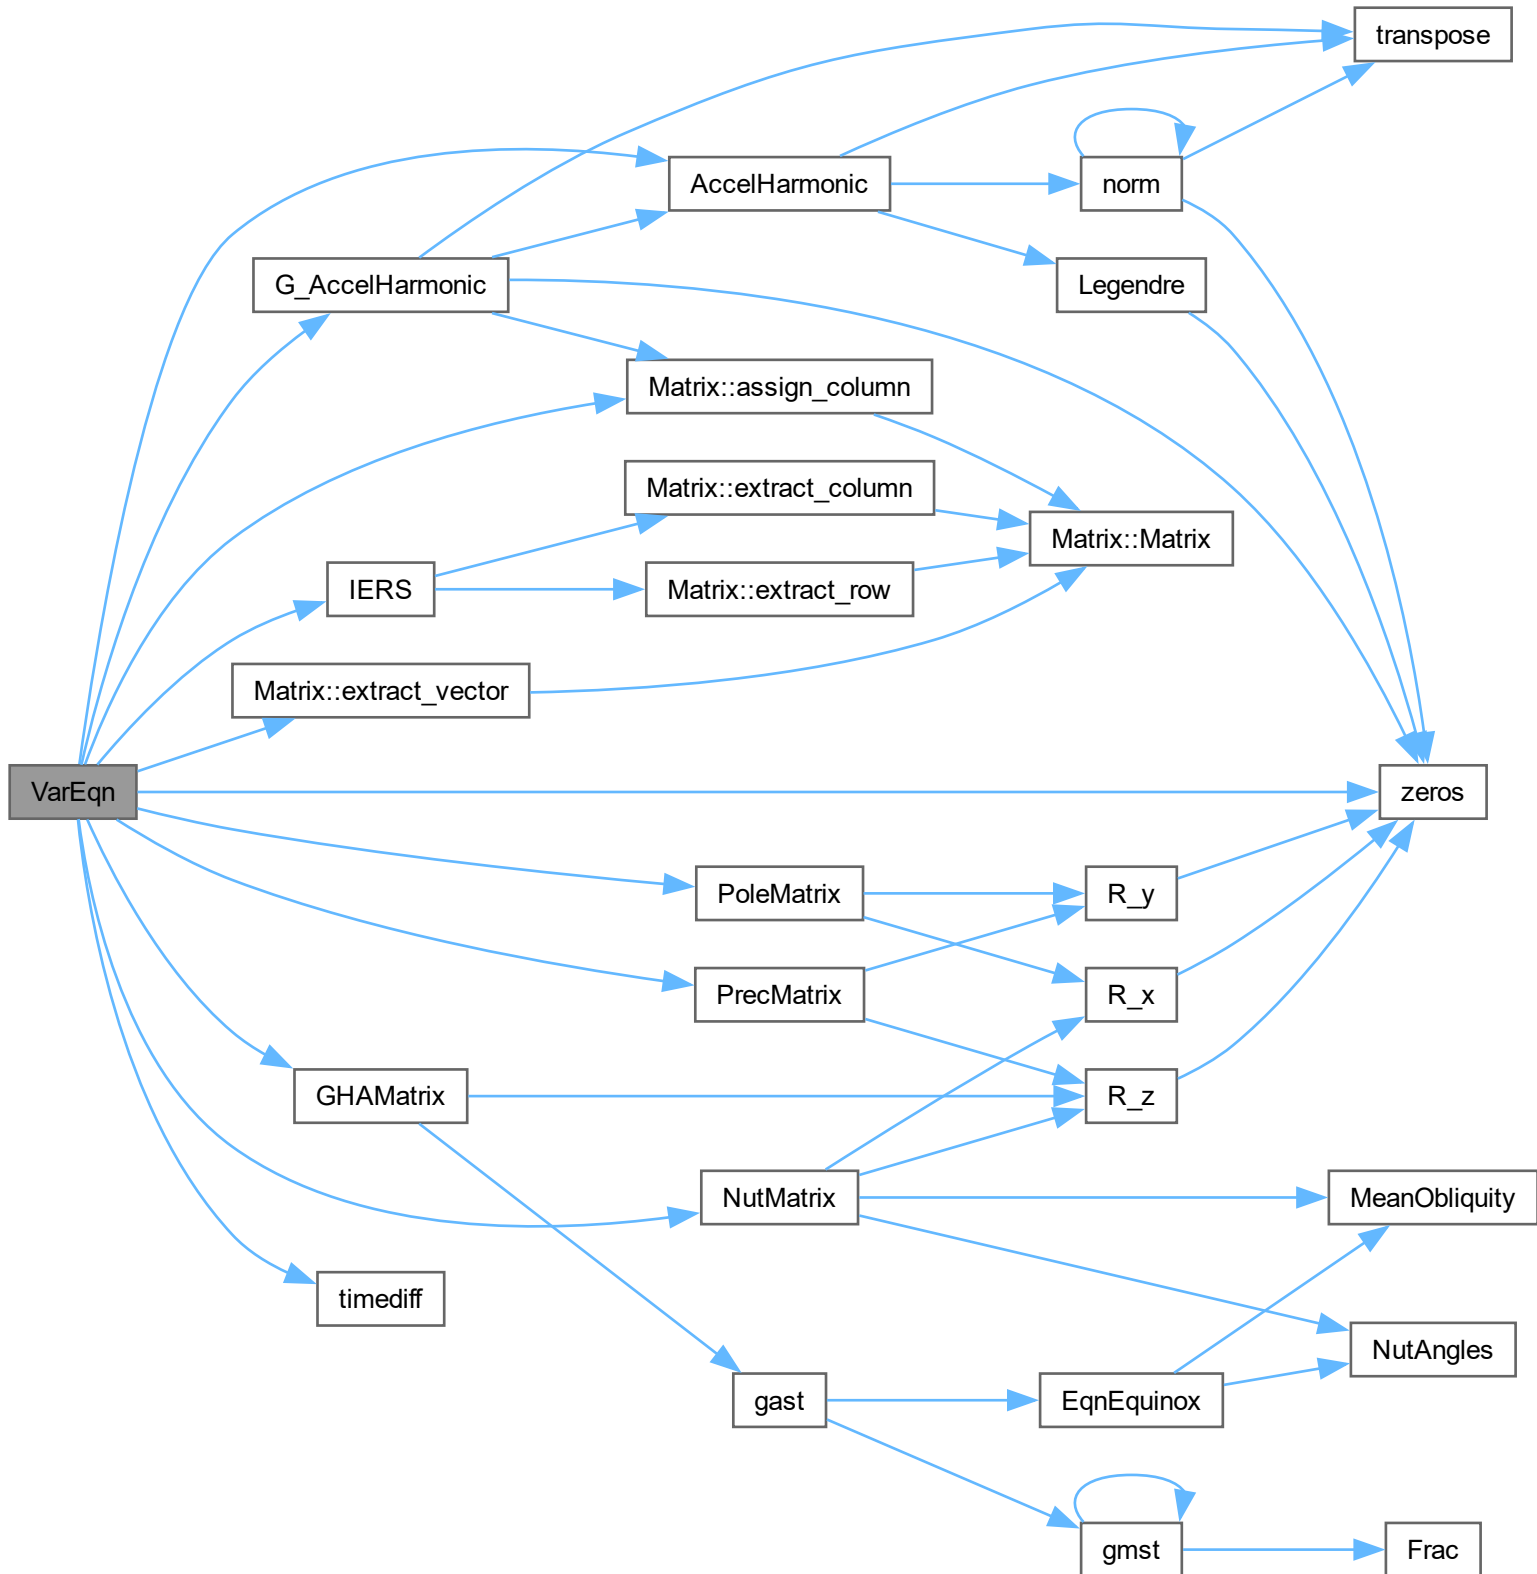 transpose
AccelHarmonic
norm
G_AccelHarmonic
Legendre
Matrix::assign_column
Matrix::extract_column
Matrix::Matrix
IERS
Matrix::extract_row
Matrix::extract_vector
VarEqn
zeros
PoleMatrix
R_y
PrecMatrix
R_x
GHAMatrix
R_z
NutMatrix
MeanObliquity
timediff
NutAngles
gast
EqnEquinox
gmst
Frac